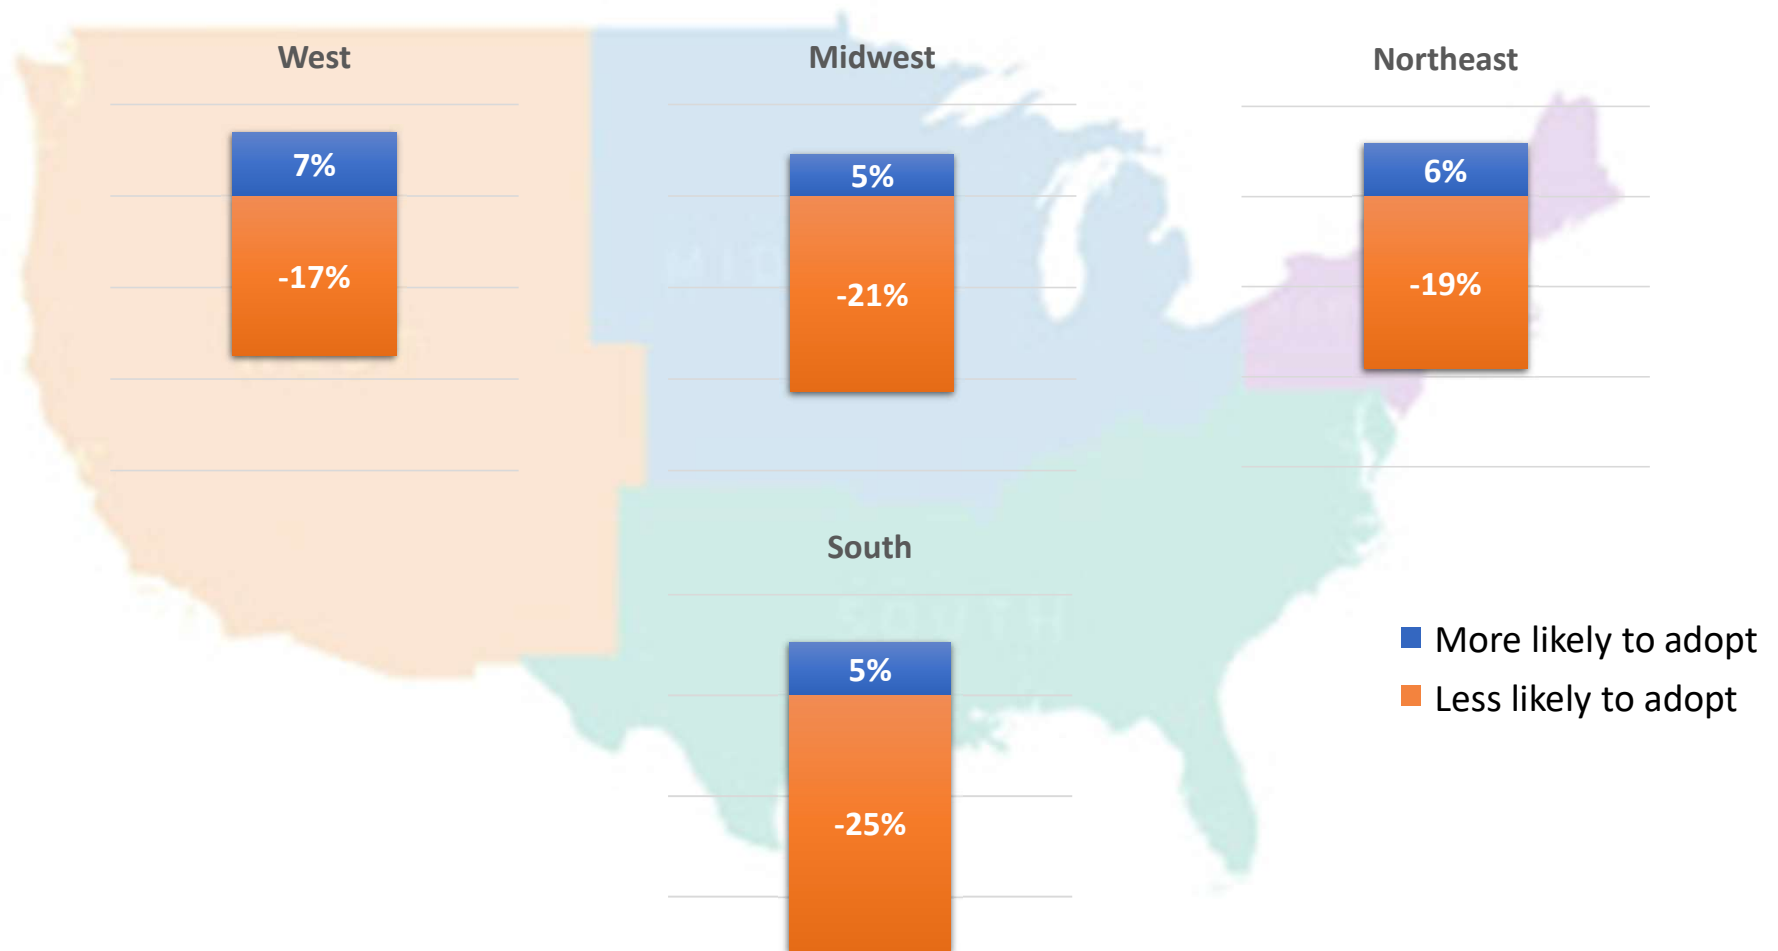 West
Midwest
Northeast
7%
5%
6%
-17%
-21%
-19%
South
SOUTH
5%
-25%
More likely to adopt
Less likely to adopt